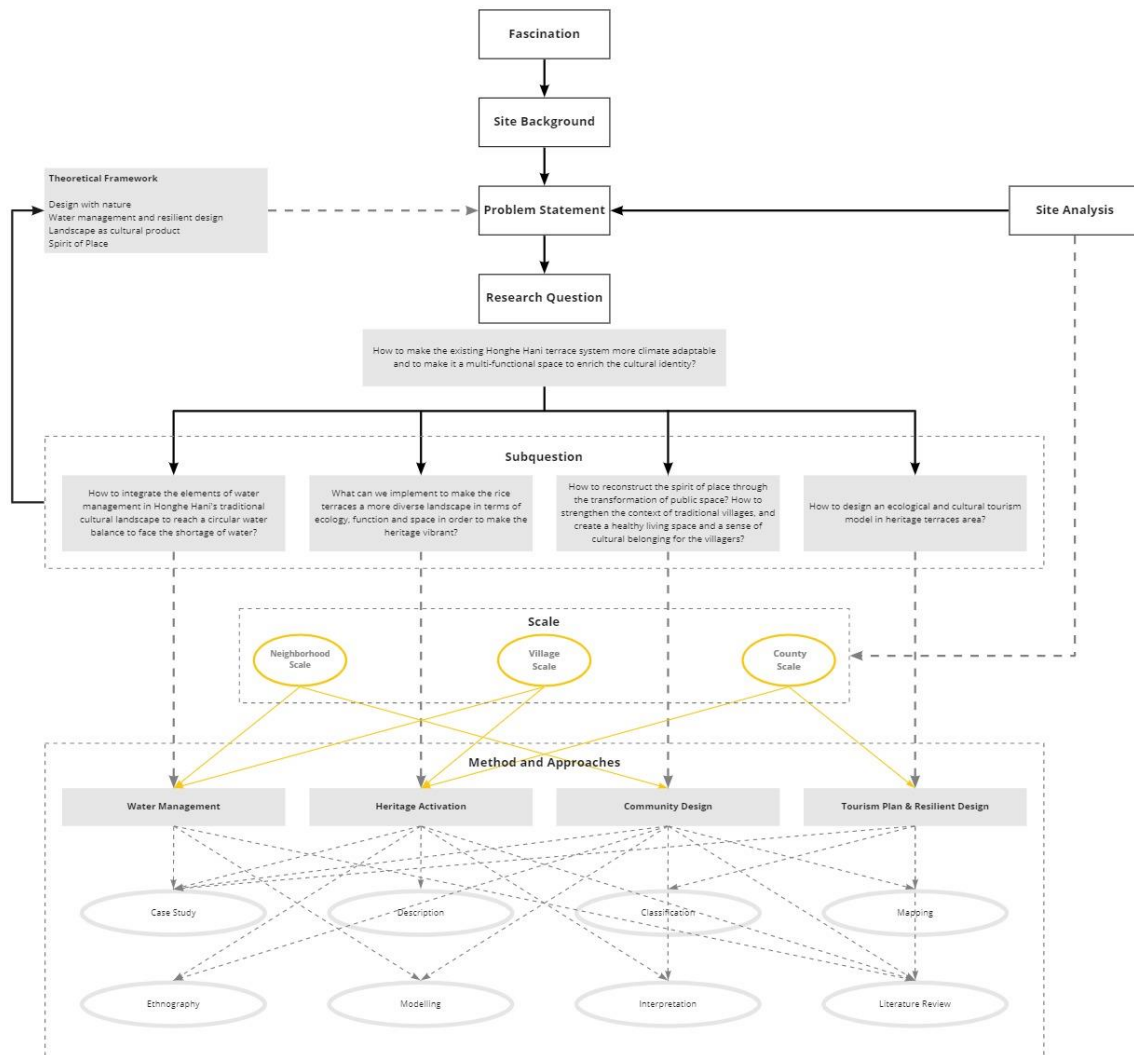 Fascination
Site Background
Theoretical Framework
Design with nature
Water management and resilient design
Landscape as cultural product
Spirit of Place
Problem Statement
Site Analysis
Research Question
How to make the existing Honghe Hani terrace system more climate adaptable
and to make it a multi-functional space to enrich the cultural identity?
Subquestion
How to integrate the elements of water
management in Honghe Hani's traditional
cultural landscape to reach a circular water
balance to face the shortage of water?
What can we implement to make the rice
terraces a more diverse landscape in terms of
ecology, function and space in order to make the
heritage vibrant?
How to reconstruct the spirit of place through
the transformation of public space? How to
strengthen the context of traditional villages, and
create a healthy living space and a sense of
cultural belonging for the villagers?
How to design an ecological and cultural tourism
model in heritage terraces area?
Scale
Neighborhood
Scale
Village
Scale
County
Scale
Method and Approaches
Water Management
Heritage Activation
Community Design
Tourism Plan & Resilient Design
Case Study
Description
Classification
Mapping
Ethnography
Modelling
Interpretation
Literature Review